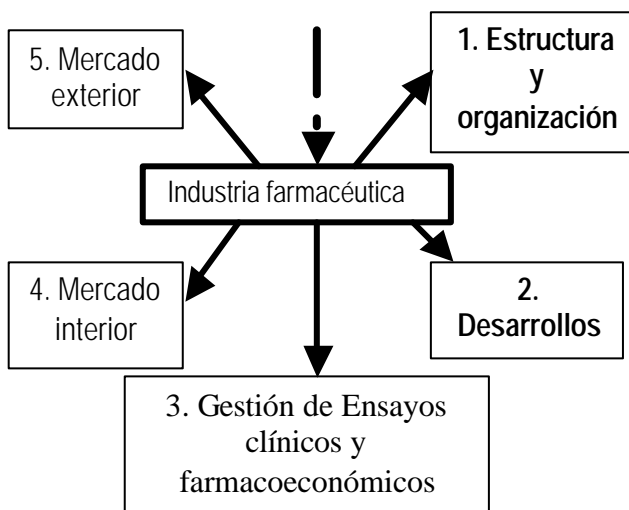 5. Mercado
exterior
1. Estructura
y
organización
Industria farmacéutica
4. Mercado
interior
2.
Desarrollos
3. Gestión de Ensayos
clínicos y
farmacoeconómicos